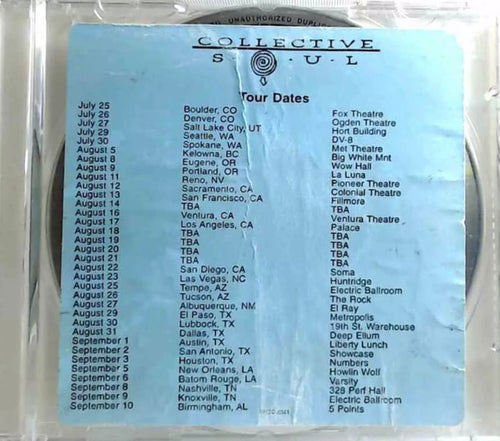 UNAUTHORIZED
COLLECTIVE
S·O·U·L
Tour Dates
July 25 Boulder, CO Fox Theatre
July 26 Denver, CO Ogden Theatre
July 27 Salt Lake City, UT Hort Building
July 29 Seattle, WA DV-8
July 30 Spokane, WA Met Theatre
August 5 Kelowna, BC Big White Mnt
August 8 Eugene, OR Wow Hall
August 9 Portland, OR La Luna
August 11 Reno, NV Pioneer Theatre
August 12 Sacramento, CA Colonial Theatre
August 13 San Francisco, CA Fillmore
August 14 TBA TBA
August 16 Ventura, CA Ventura Theatre
August 17 Los Angeles, CA Palace
August 18 TBA TBA
August 19 TBA TBA
August 20 TBA TBA
August 21 TBA TBA
August 22 San Diego, CA Soma
August 23 Las Vegas, NC Huntridge
August 25 Tempe, AZ Electric Ballroom
August 26 Tucson, AZ The Rock
August 27 Albuquerque, NM El Ray
August 29 El Paso, TX Metropolis
August 30 Lubbock, TX 19th St. Warehouse
August 31 Dallas, TX Deep Ellum
September 1 Austin, TX Liberty Lunch
September 2 San Antonio, TX Showcase
September 3 Houston, TX Numbers
September 5 New Orleans, LA Howlin Wolf
September 6 Batom Rouge, LA Varsity
September 8 Nashville, TN 328 Perf Hall
September 9 Knoxville, TN Electric Ballroom
September 10 Birmingham, AL 5 Points